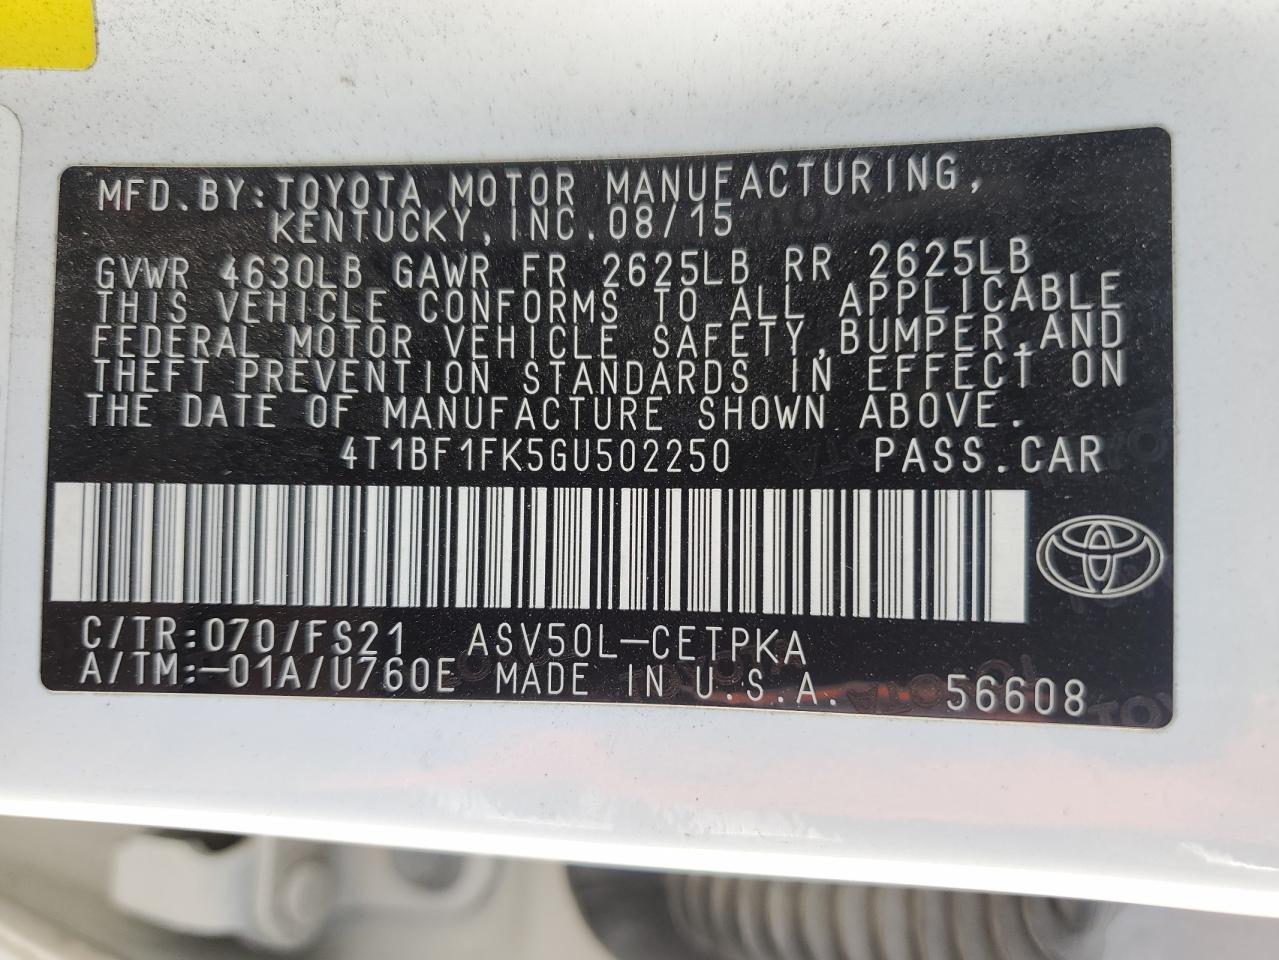 MFD.BY:TOYOTA MOTOR MANUFACTURING,
KENTUCKY,INC.08/15
GVWR 4630LB GAWR FR 2625LB RR 2625LB
THIS VEHICLE CONFORMS TO ALL APPLICABLE
FEDERAL MOTOR VEHICLE SAFETY,BUMPER,AND
THEFT PREVENTION STANDARDS IN EFFECT ON
THE DATE OF MANUFACTURE SHOWN ABOVE.
4T1BF1FK5GU502250 PASS.CAR
C/TR:070/FS21 ASV50L-CETPKA
A/TM:-01A/U760E MADE IN U.S.A. 56608